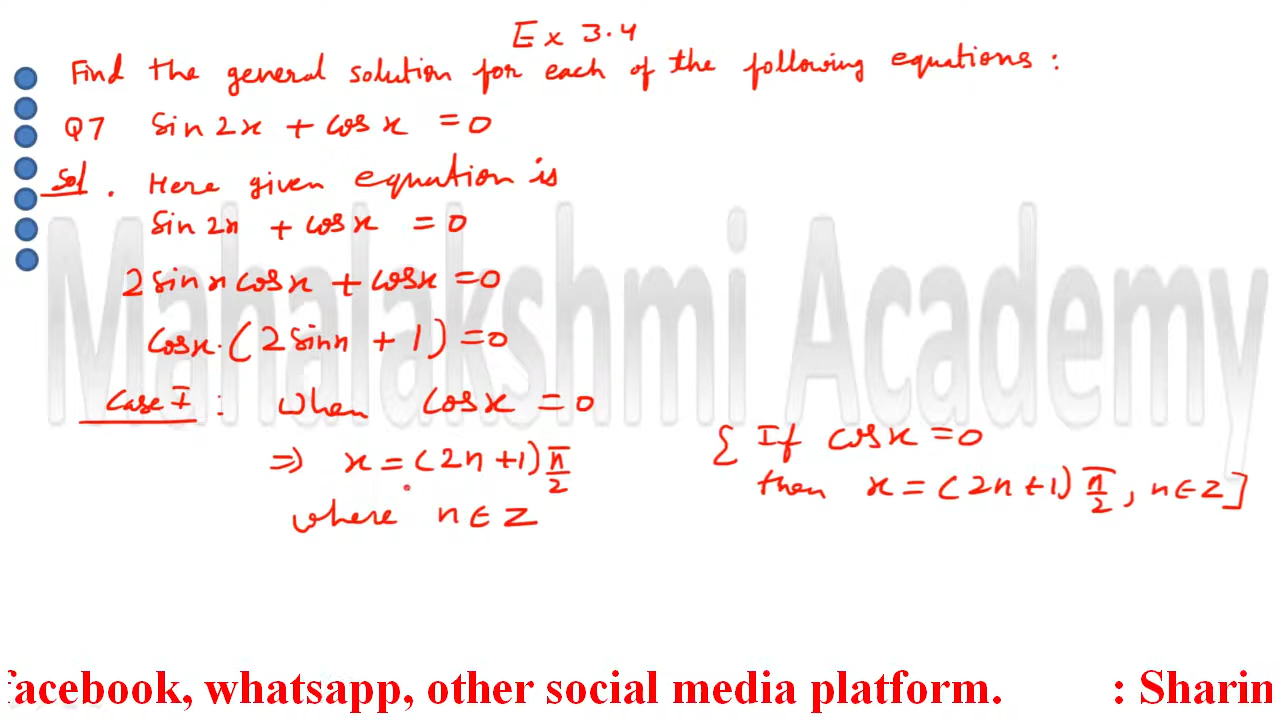 Ex 3.4
Find the general solution for each of the following equations :
Q7 Sin 2x + cos x = 0
Sol . Here given equation is
Sin 2x + cos x = 0
2 sin x cos x + cos x = 0
Mahalakshmi Academy
cos x . ( 2 sin x + 1 ) = 0
Case I : when cos x = 0
⇒ x = (2n + 1) π/2
{ If cos x = 0
then x = (2n + 1) π/2 , n ∈ Z ]
where n ∈ Z
facebook, whatsapp, other social media platform. : Sharin